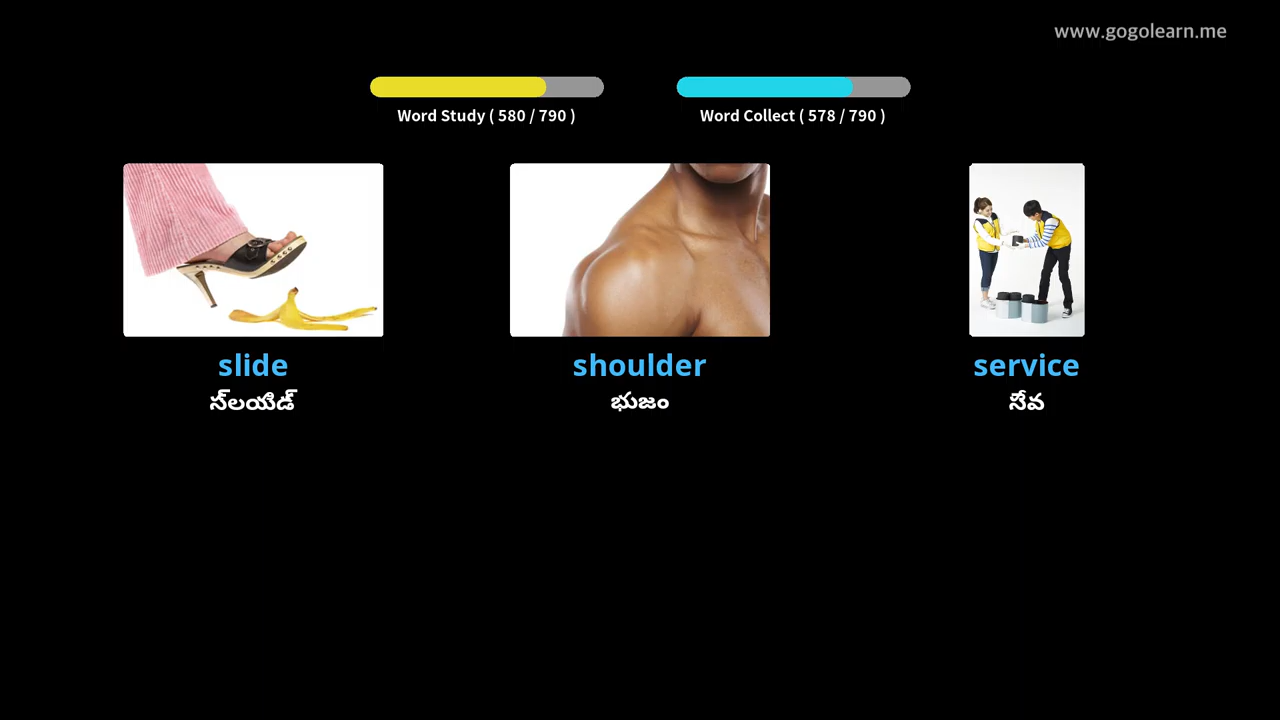 www.gogolearn.me
Word Study ( 580 / 790 )
Word Collect ( 578 / 790 )
slide
shoulder
service
స్‌లయిడ్
భుజం
సేవ